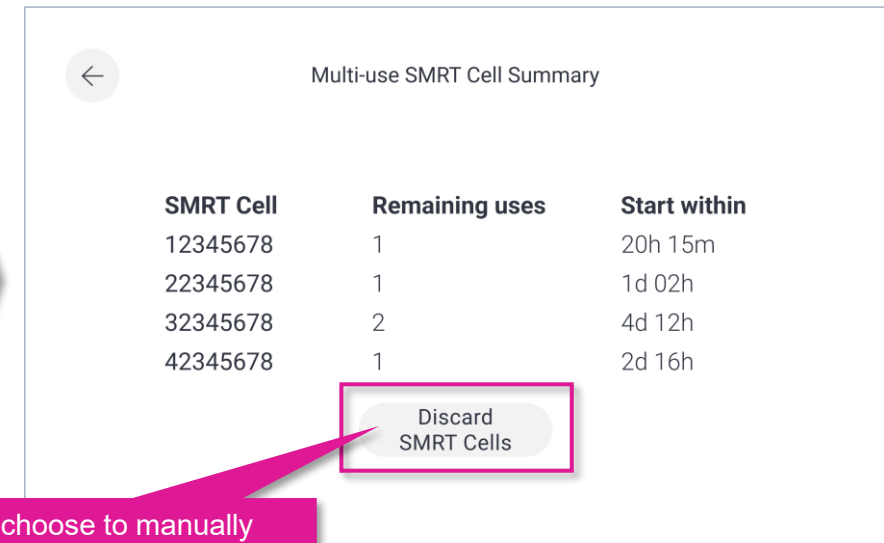 Multi-use SMRT Cell Summary
SMRT Cell Remaining uses Start within
12345678 1 20h 15m
22345678 1 1d 02h
32345678 2 4d 12h
42345678 1 2d 16h
Discard
SMRT Cells
choose to manually